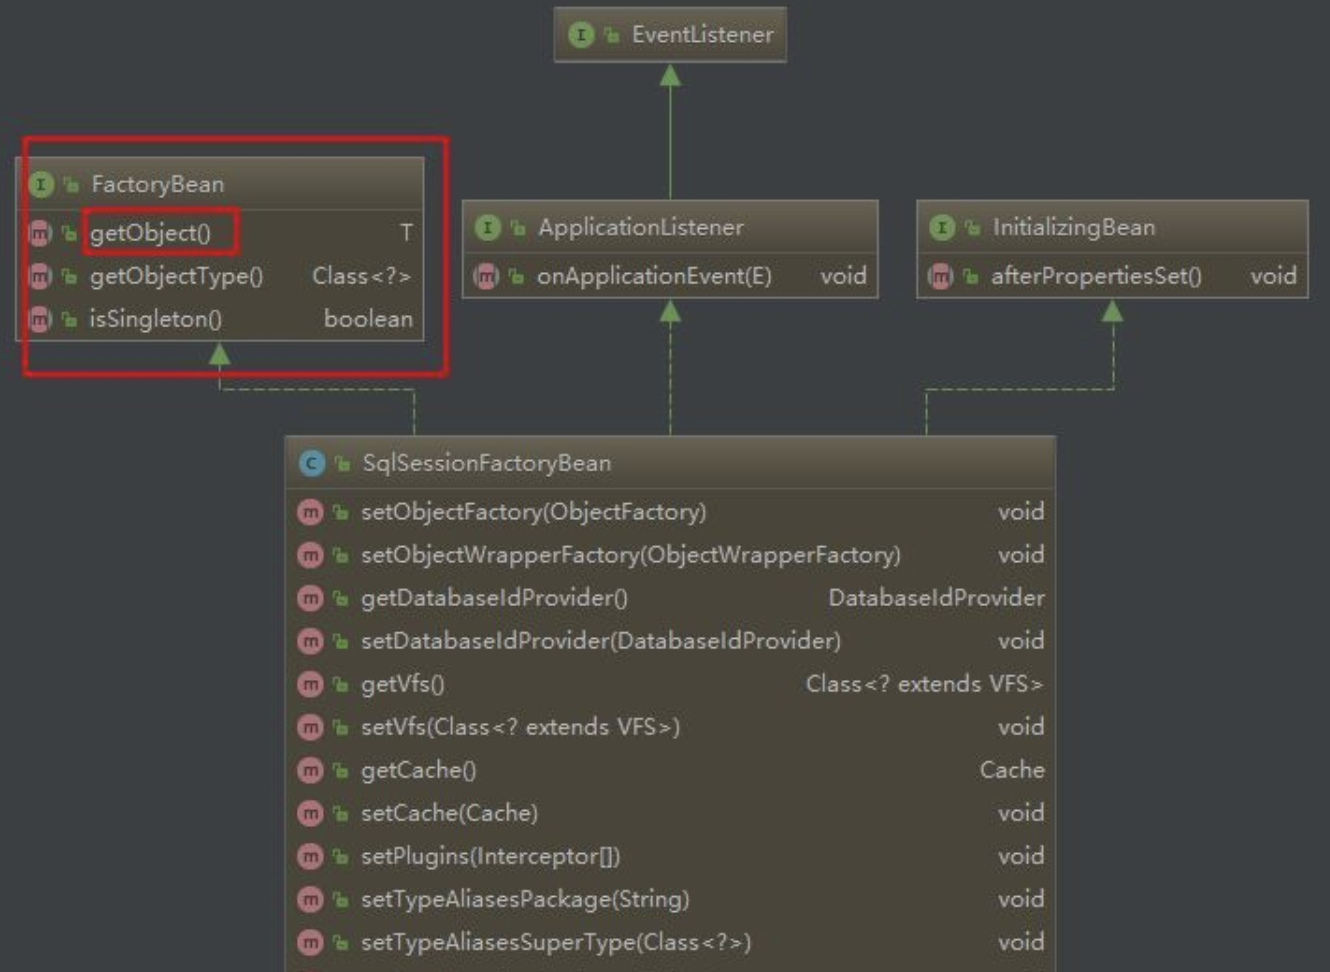 EventListener
FactoryBean
getObject() T
getObjectType() Class<?>
isSingleton() boolean
ApplicationListener
onApplicationEvent(E) void
InitializingBean
afterPropertiesSet() void
SqlSessionFactoryBean
setObjectFactory(ObjectFactory) void
setObjectWrapperFactory(ObjectWrapperFactory) void
getDatabaseIdProvider() DatabaseIdProvider
setDatabaseIdProvider(DatabaseIdProvider) void
getVfs() Class<? extends VFS>
setVfs(Class<? extends VFS>) void
getCache() Cache
setCache(Cache) void
setPlugins(Interceptor[]) void
setTypeAliasesPackage(String) void
setTypeAliasesSuperType(Class<?>) void